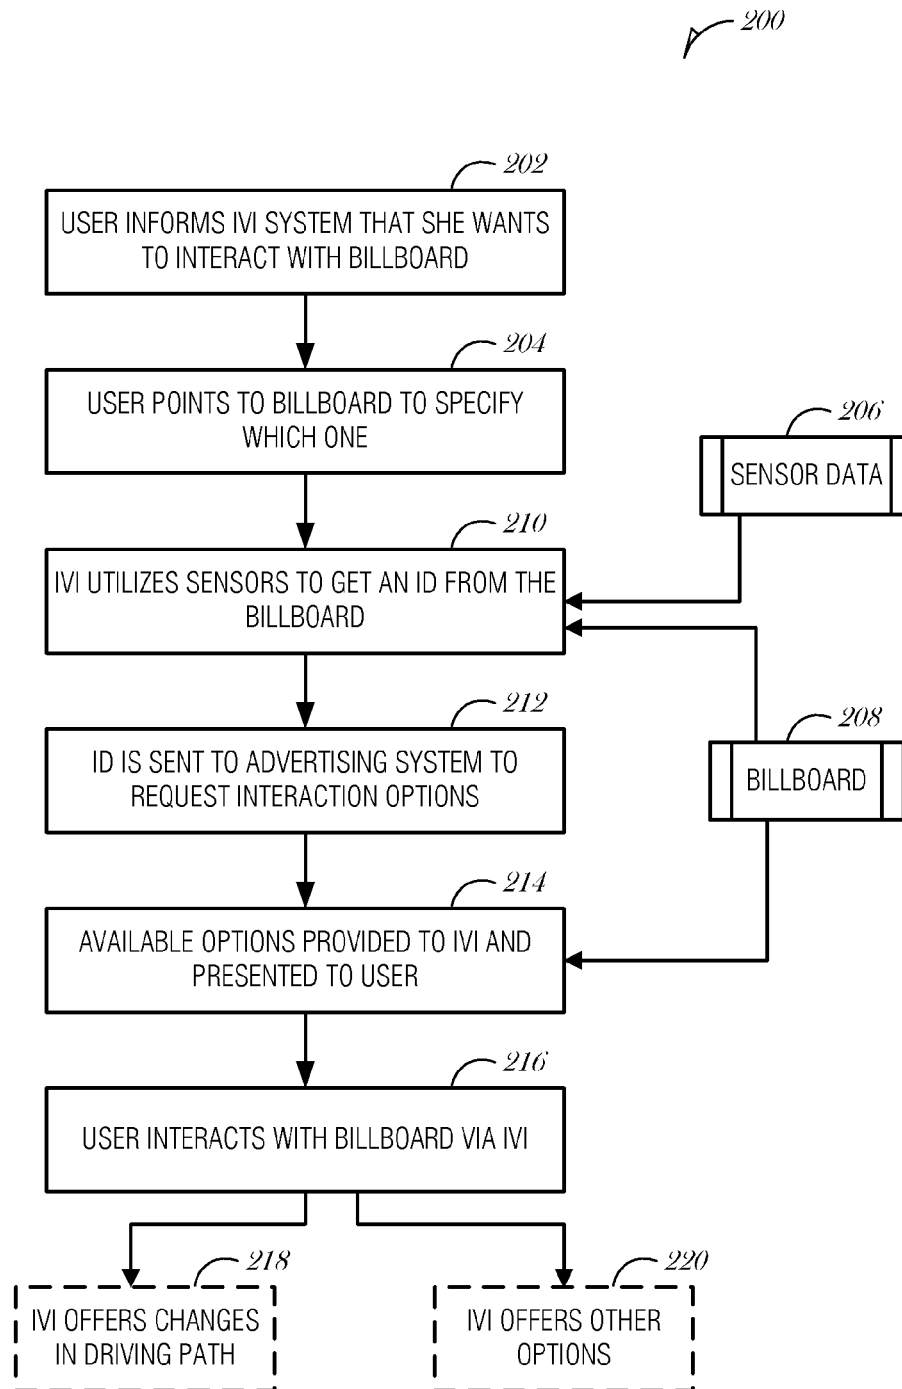 200
202
USER INFORMS IVI SYSTEM THAT SHE WANTS
TO INTERACT WITH BILLBOARD
204
USER POINTS TO BILLBOARD TO SPECIFY
WHICH ONE
206
SENSOR DATA
210
IVI UTILIZES SENSORS TO GET AN ID FROM THE
BILLBOARD
212
ID IS SENT TO ADVERTISING SYSTEM TO
REQUEST INTERACTION OPTIONS
208
BILLBOARD
214
AVAILABLE OPTIONS PROVIDED TO IVI AND
PRESENTED TO USER
216
USER INTERACTS WITH BILLBOARD VIA IVI
218
IVI OFFERS CHANGES
IN DRIVING PATH
220
IVI OFFERS OTHER
OPTIONS